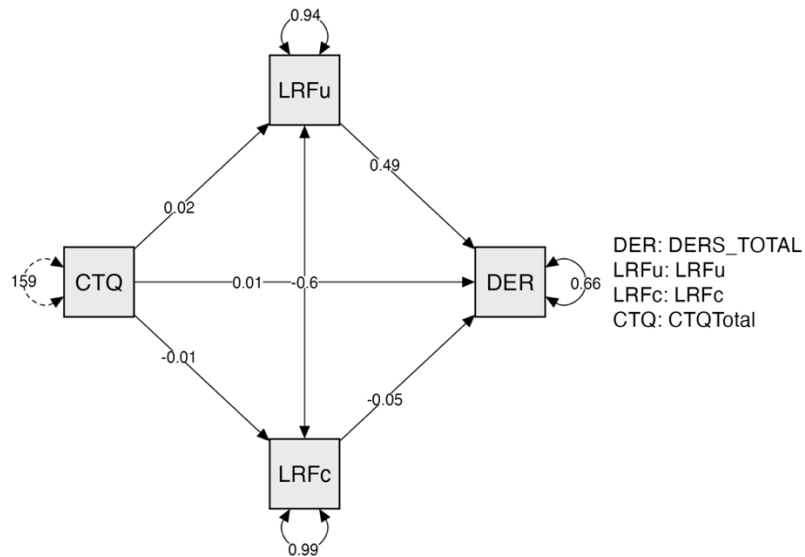 0.94
LRFu
0.49
0.02
CTQ
159
0.01
-0.6
DER
0.66
-0.01
-0.05
LRFc
0.99
DER: DERS_TOTAL
LRFu: LRFu
LRFc: LRFc
CTQ: CTQTotal